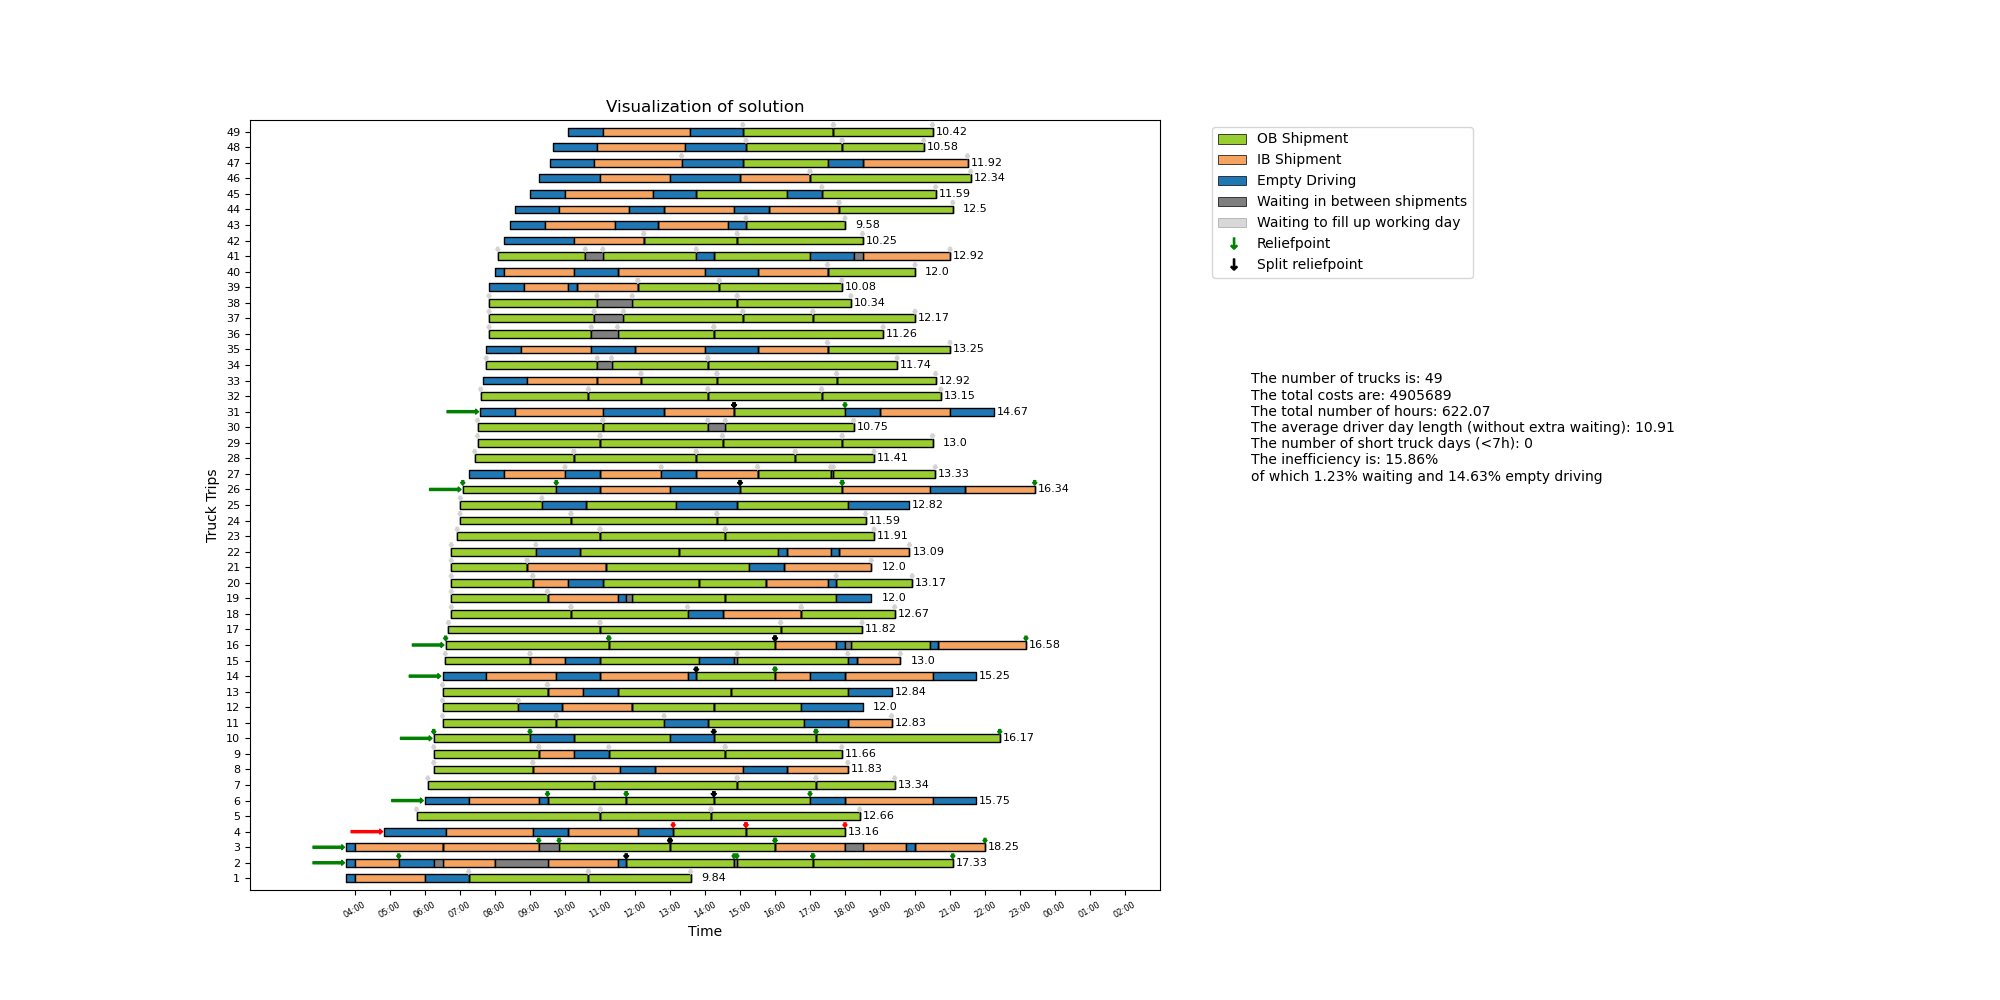 Visualization of solution
49 10.42
48 10.58
47 11.92
46 12.34
45 11.59
44 12.5
43 9.58
42 10.25
41 12.92
40 12.0
39 10.08
38 10.34
37 12.17
36 11.26
35 13.25
34 11.74
33 12.92
32 13.15
31 14.67
30 10.75
29 13.0
28 11.41
27 13.33
26 16.34
25 12.82
24 11.59
23 11.91
22 13.09
21 12.0
20 13.17
19 12.0
18 12.67
17 11.82
16 16.58
15 13.0
14 15.25
13 12.84
12 12.0
11 12.83
10 16.17
9 11.66
8 11.83
7 13.34
6 15.75
5 12.66
4 13.16
3 18.25
2 17.33
1 9.84
Truck Trips
04:00 05:00 06:00 07:00 08:00 09:00 10:00 11:00 12:00 13:00 14:00 15:00 16:00 17:00 18:00 19:00 20:00 21:00 22:00 23:00 00:00 01:00 02:00
Time
OB Shipment
IB Shipment
Empty Driving
Waiting in between shipments
Waiting to fill up working day
Reliefpoint
Split reliefpoint
The number of trucks is: 49
The total costs are: 4905689
The total number of hours: 622.07
The average driver day length (without extra waiting): 10.91
The number of short truck days (<7h): 0
The inefficiency is: 15.86%
of which 1.23% waiting and 14.63% empty driving